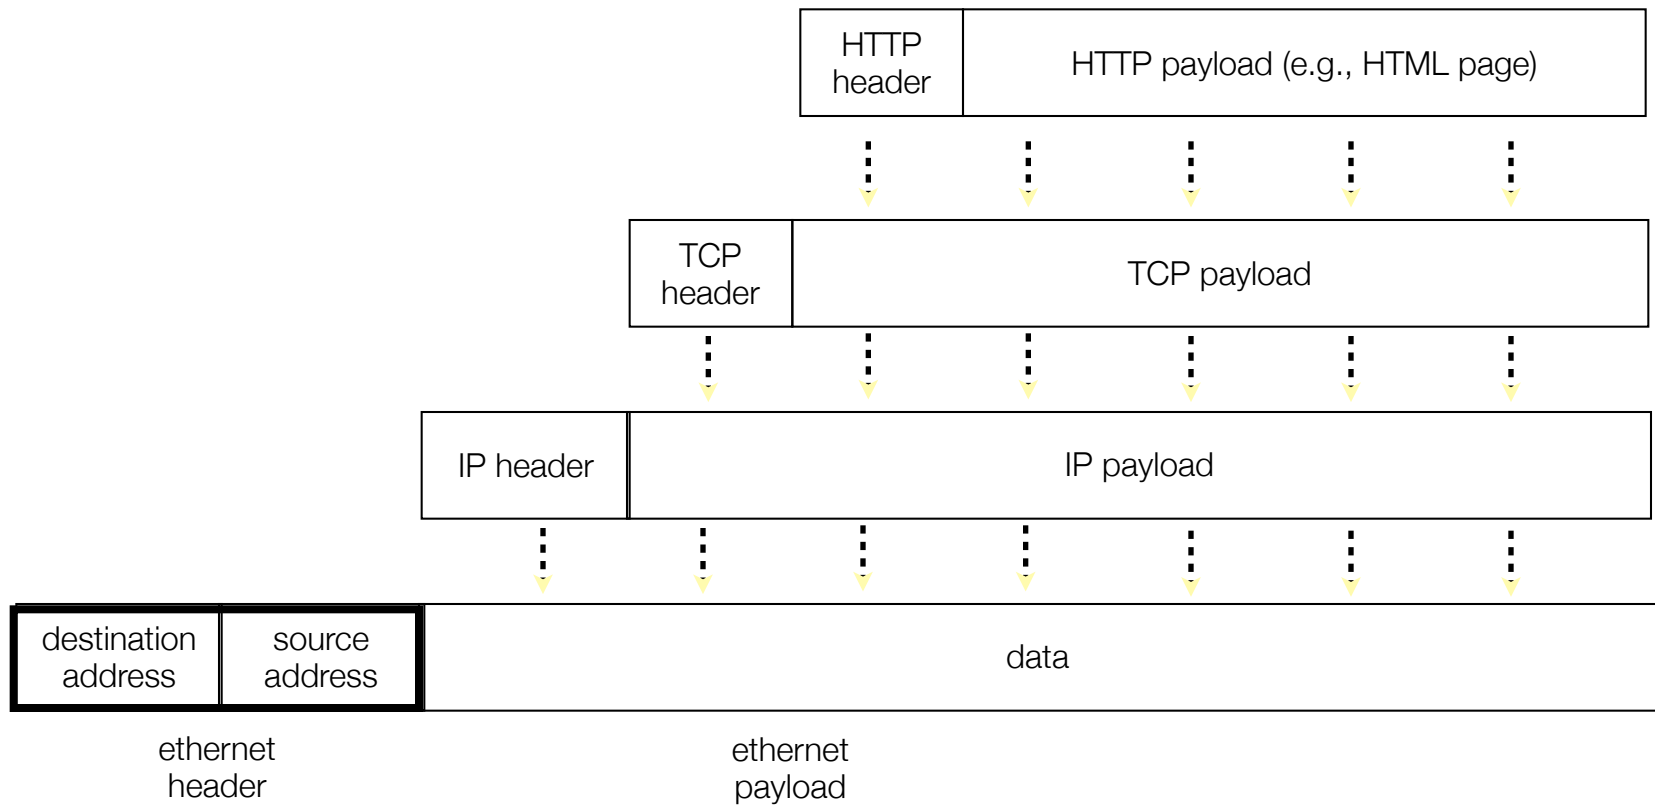 HTTP
header
HTTP payload (e.g., HTML page)
TCP
header
TCP payload
IP header
IP payload
destination
address
source
address
data
ethernet
header
ethernet
payload